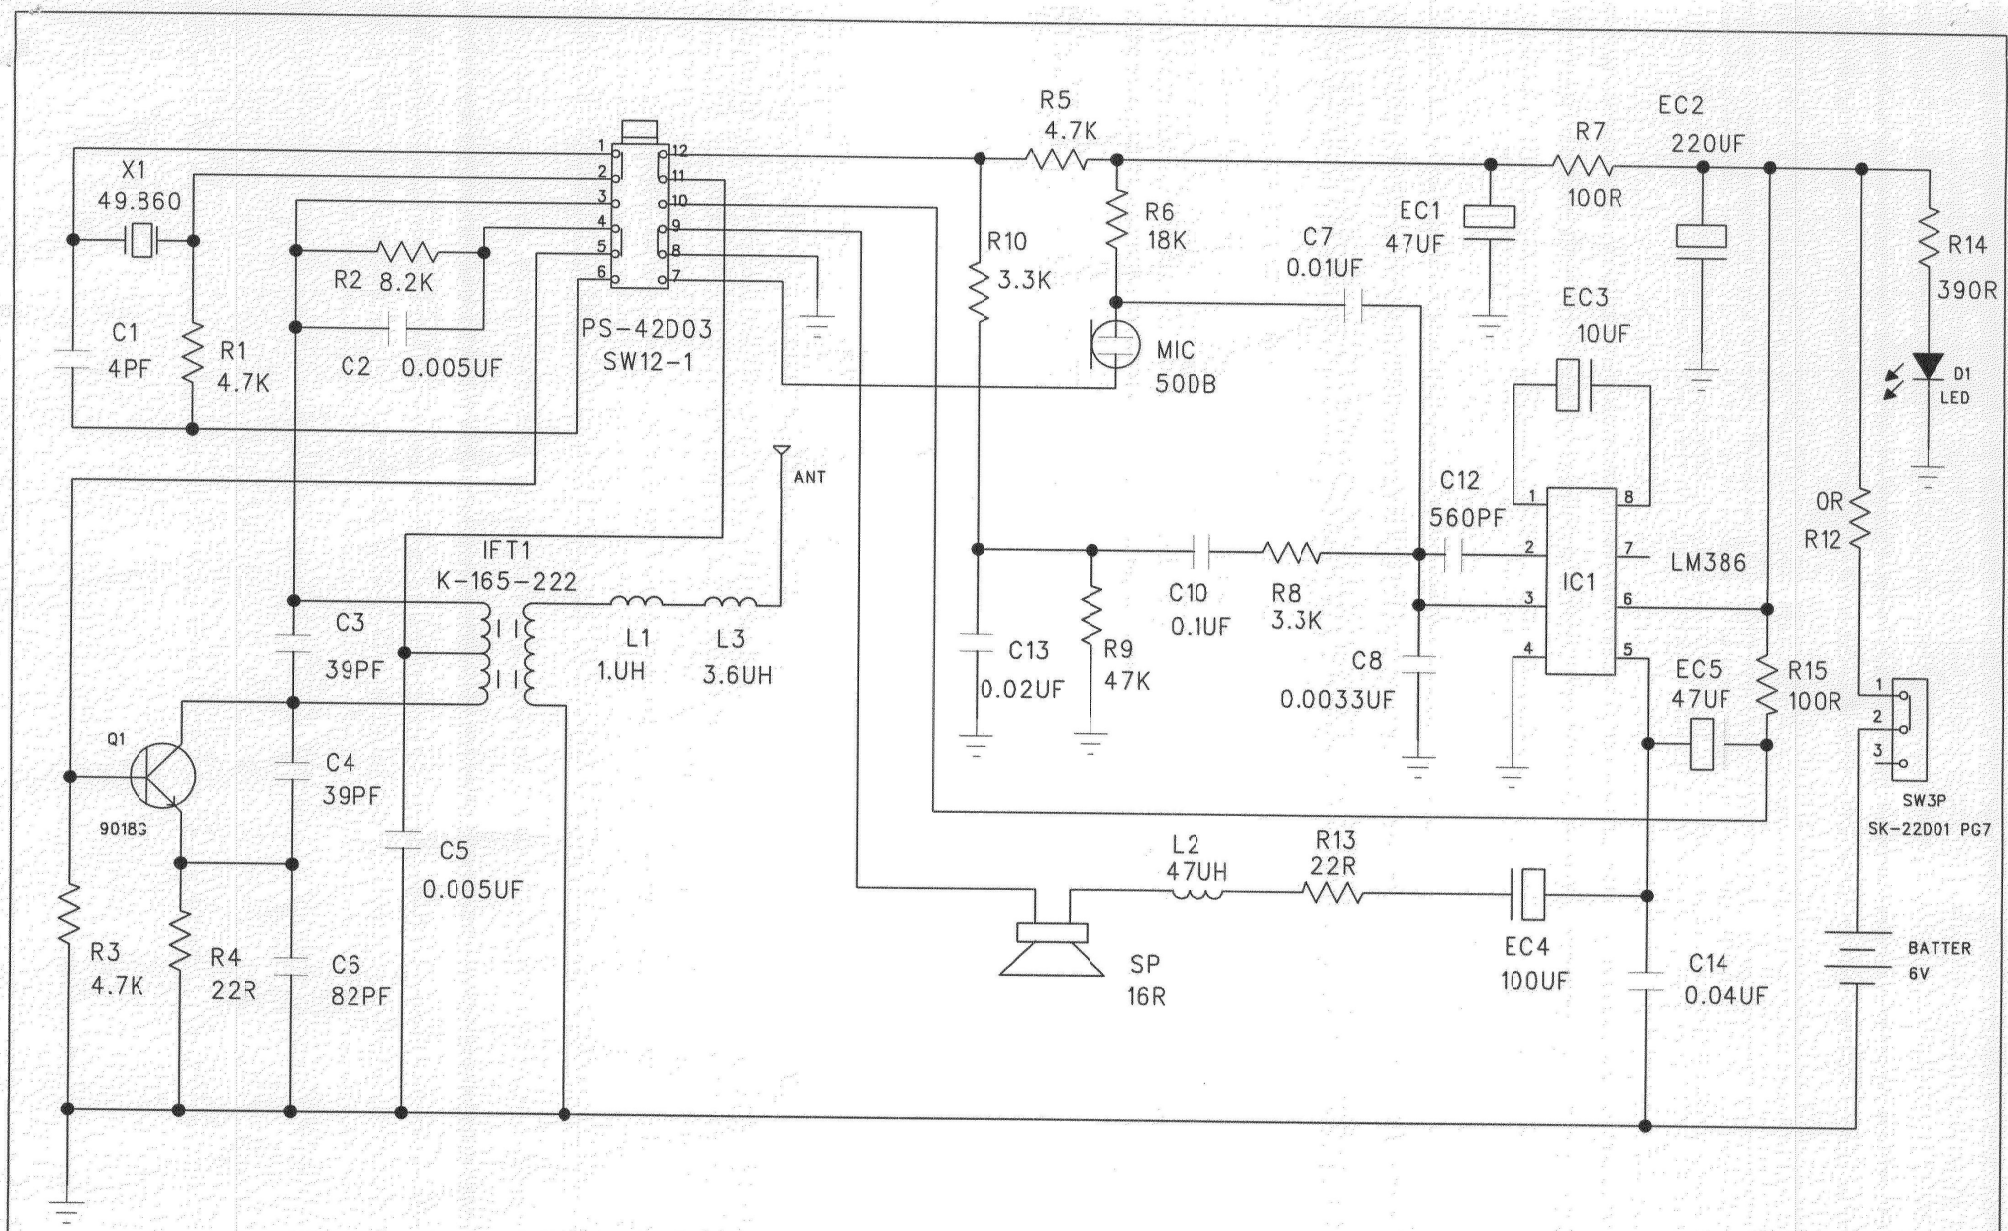 R5
4.7K
EC2
220UF
R7
100R
X1
49.860
1
2
3
4
5
6
12
11
10
9
8
7
PS-42D03
SW12-1
R2 8.2K
C2 0.005UF
C1
4PF
R1
4.7K
R10
3.3K
R6
18K
C7
0.01UF
EC1
47UF
MIC
50DB
EC3
10UF
R14
390R
D1
LED
ANT
0R
R12
IFT1
K-165-222
L1
1.UH
L3
3.6UH
C3
39PF
C12
560PF
1
2
3
4
8
7
6
5
IC1
LM386
C10
0.1UF
R8
3.3K
C13
0.02UF
R9
47K
C8
0.0033UF
EC5
47UF
R15
100R
1
2
3
SW3P
SK-22D01 PG7
Q1
9018G
C4
39PF
C5
0.005UF
R3
4.7K
R4
22R
C6
82PF
L2
47UH
R13
22R
SP
16R
EC4
100UF
C14
0.04UF
BATTER
6V